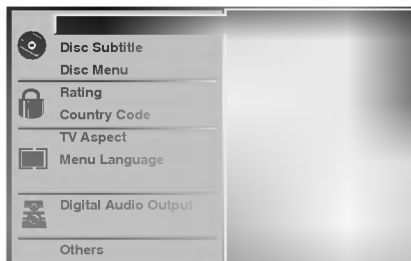 Disc Subtitle
Disc Menu
Rating
Country Code
TV Aspect
Menu Language
Digital Audio Output
Others